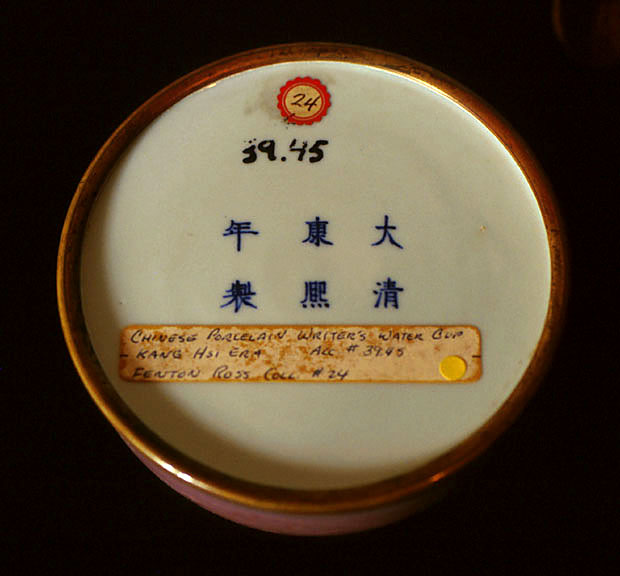 24
39.45
大清
康熙
年製
CHINESE PORCELAIN WRITER'S WATER CUP
KANG HSI ERA ACC # 39.45
FENTON ROSS COLL #24